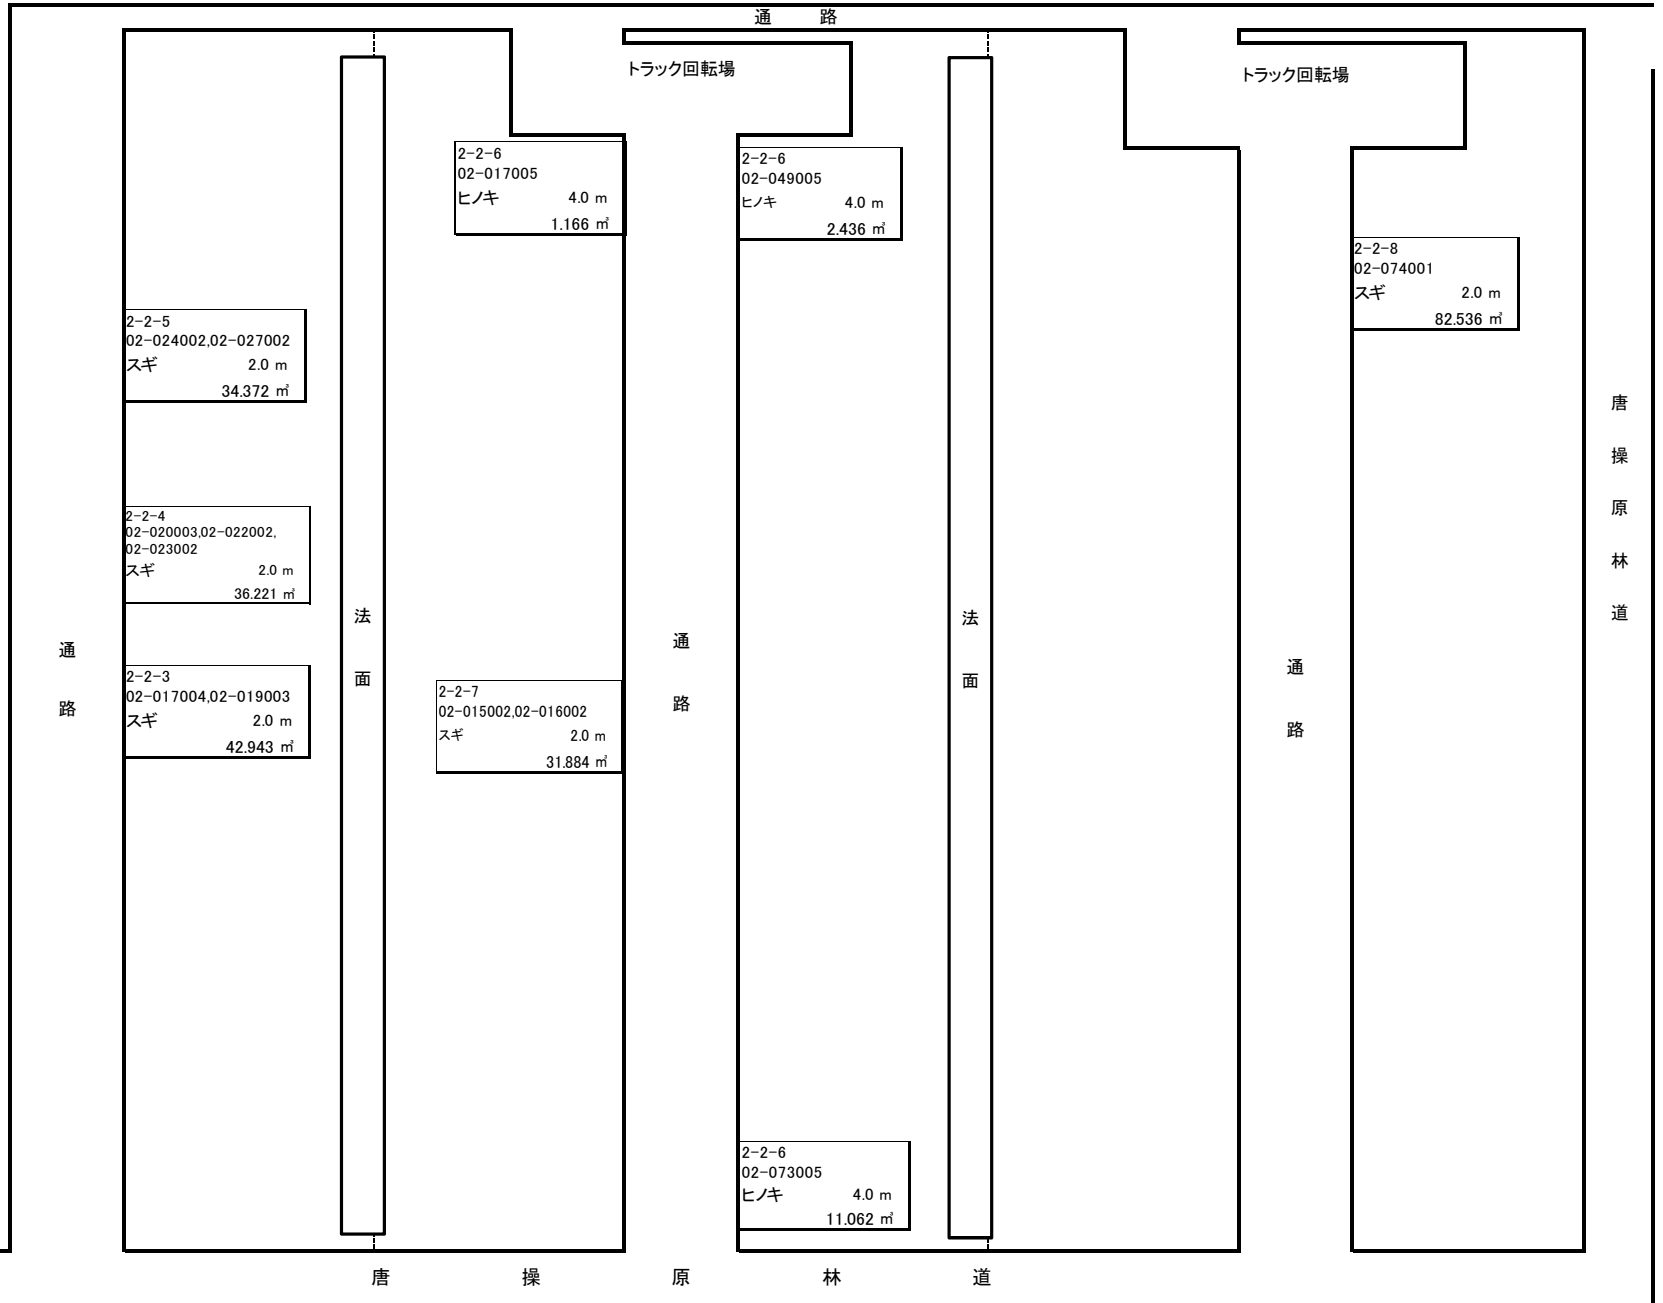 通 路
トラック回転場
トラック回転場
2-2-6
02-017005
ヒノキ 4.0 m
1.166 ㎥
2-2-6
02-049005
ヒノキ 4.0 m
2.436 ㎥
2-2-8
02-074001
スギ 2.0 m
82.536 ㎥
2-2-5
02-024002,02-027002
スギ 2.0 m
34.372 ㎥
2-2-4
02-020003,02-022002,
02-023002
スギ 2.0 m
36.221 ㎥
2-2-3
02-017004,02-019003
スギ 2.0 m
42.943 ㎥
2-2-7
02-015002,02-016002
スギ 2.0 m
31.884 ㎥
通路
法面
通路
法面
通路
唐操原林道
2-2-6
02-073005
ヒノキ 4.0 m
11.062 ㎥
唐 操 原 林 道